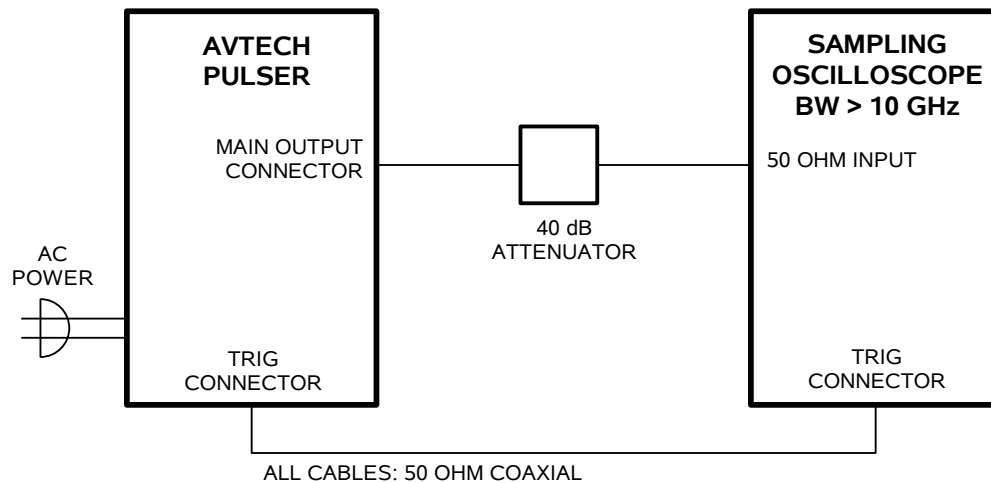 AVTECH
PULSER
MAIN OUTPUT
CONNECTOR
AC
POWER
TRIG
CONNECTOR
40 dB
ATTENUATOR
SAMPLING
OSCILLOSCOPE
BW > 10 GHz
50 OHM INPUT
TRIG
CONNECTOR
ALL CABLES: 50 OHM COAXIAL